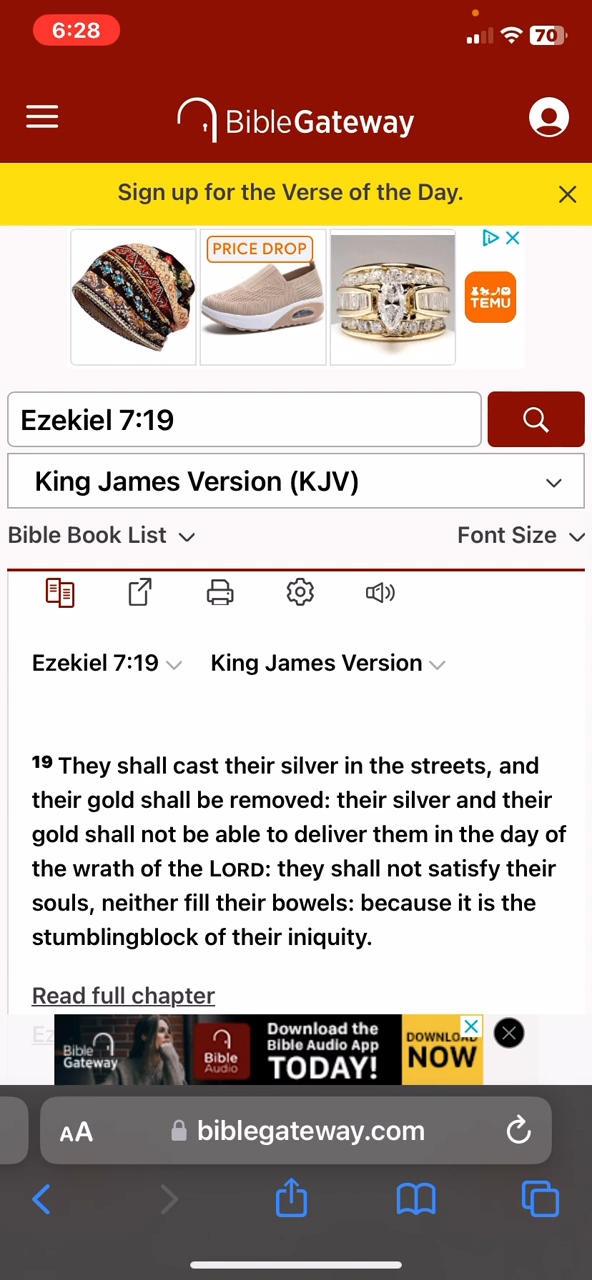 6:28
70
BibleGateway
Sign up for the Verse of the Day.
PRICE DROP
TEMU
Ezekiel 7:19
King James Version (KJV)
Bible Book List
Font Size
Ezekiel 7:19
King James Version
19 They shall cast their silver in the streets, and
their gold shall be removed: their silver and their
gold shall not be able to deliver them in the day of
the wrath of the LORD: they shall not satisfy their
souls, neither fill their bowels: because it is the
stumblingblock of their iniquity.
Read full chapter
Ez
Bible
Gateway
Bible
Audio
Download the
Bible Audio App
TODAY!
DOWNLOAD
NOW
AA
biblegateway.com